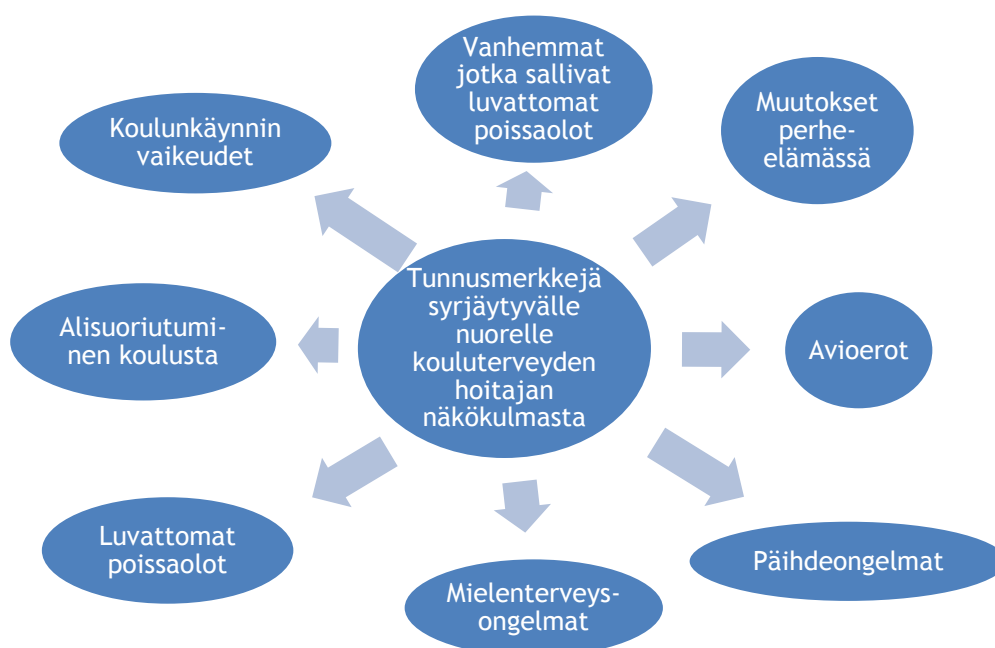 Vanhemmat
jotka sallivat
luvattomat
poissaolot
Muutokset
perhe-
elämässä
Koulunkäynnin
vaikeudet
Tunnusmerkkejä
syrjäytyvälle
nuorelle
kouluterveyden
hoitajan
näkökulmasta
Alisuoriutumi-
nen koulusta
Avioerot
Luvattomat
poissaolot
Mielenterveys-
ongelmat
Päihdeongelmat